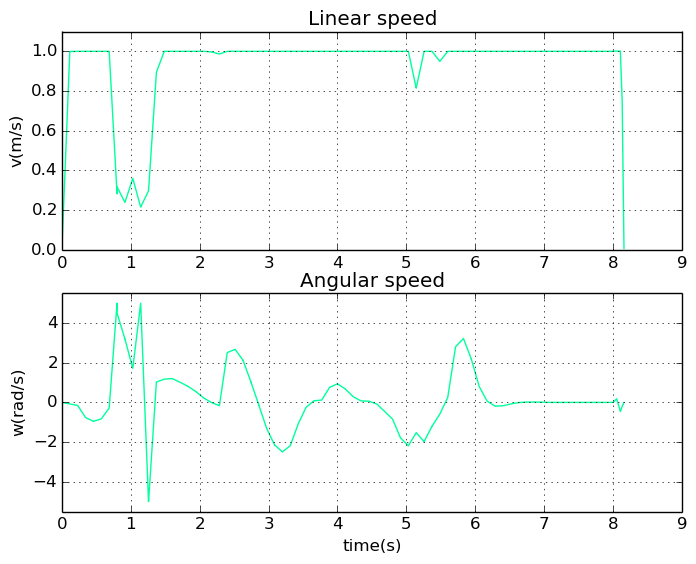 Linear speed
v(m/s)
1.0
0.8
0.6
0.4
0.2
0.0
0 1 2 3 4 5 6 7 8 9
Angular speed
w(rad/s)
4
2
0
−2
−4
0 1 2 3 4 5 6 7 8 9
time(s)